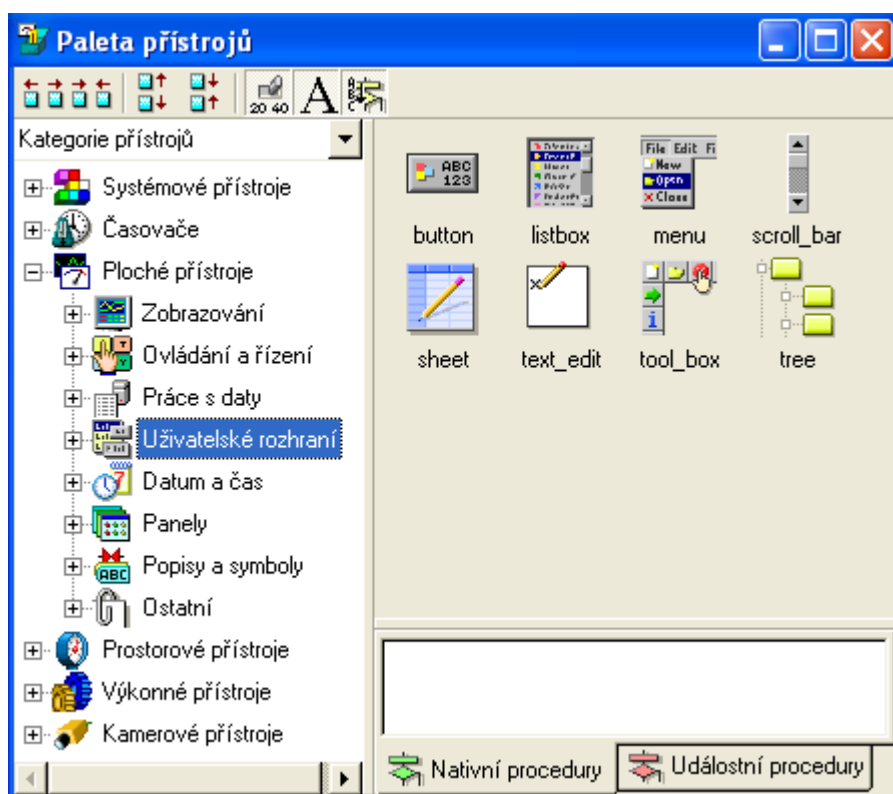 Paleta přístrojů
20 40 A
Kategorie přístrojů
Systémové přístroje
Časovače
Ploché přístroje
Zobrazování
Ovládání a řízení
Práce s daty
Uživatelské rozhraní
Datum a čas
Panely
Popisy a symboly
ABC
Ostatní
Prostorové přístroje
Výkonné přístroje
Kamerové přístroje
ABC
123
File Edit Fi
New
Open
Close
button listbox menu scroll_bar
sheet text_edit tool_box tree
Nativní procedury Událostní procedury